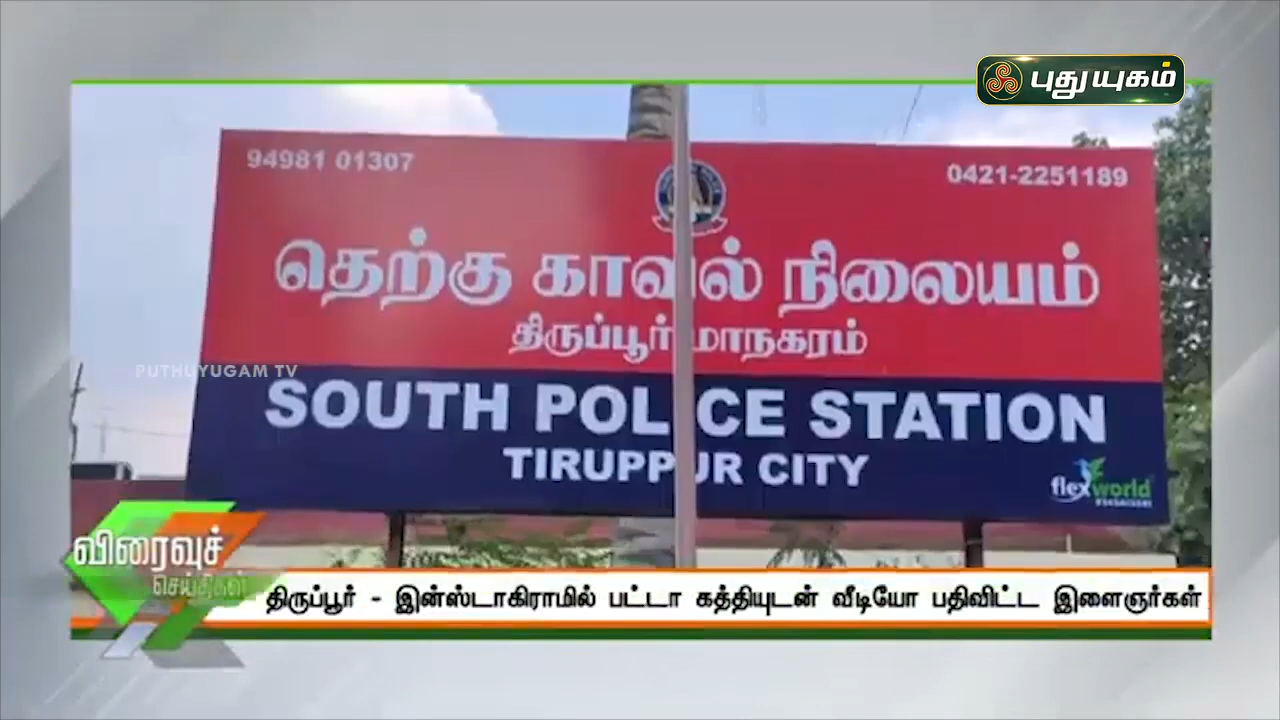 புதுயுகம்
94981 01307
0421-2251189
தெற்கு காவல் நிலையம்
திருப்பூர் மாநகரம்
PUTHUYUGAM TV
SOUTH POLICE STATION
TIRUPPUR CITY
flexworld
விரைவுச்
செய்திகள்
திருப்பூர் - இன்ஸ்டாகிராமில் பட்டா கத்தியுடன் வீடியோ பதிவிட்ட இளைஞர்கள்